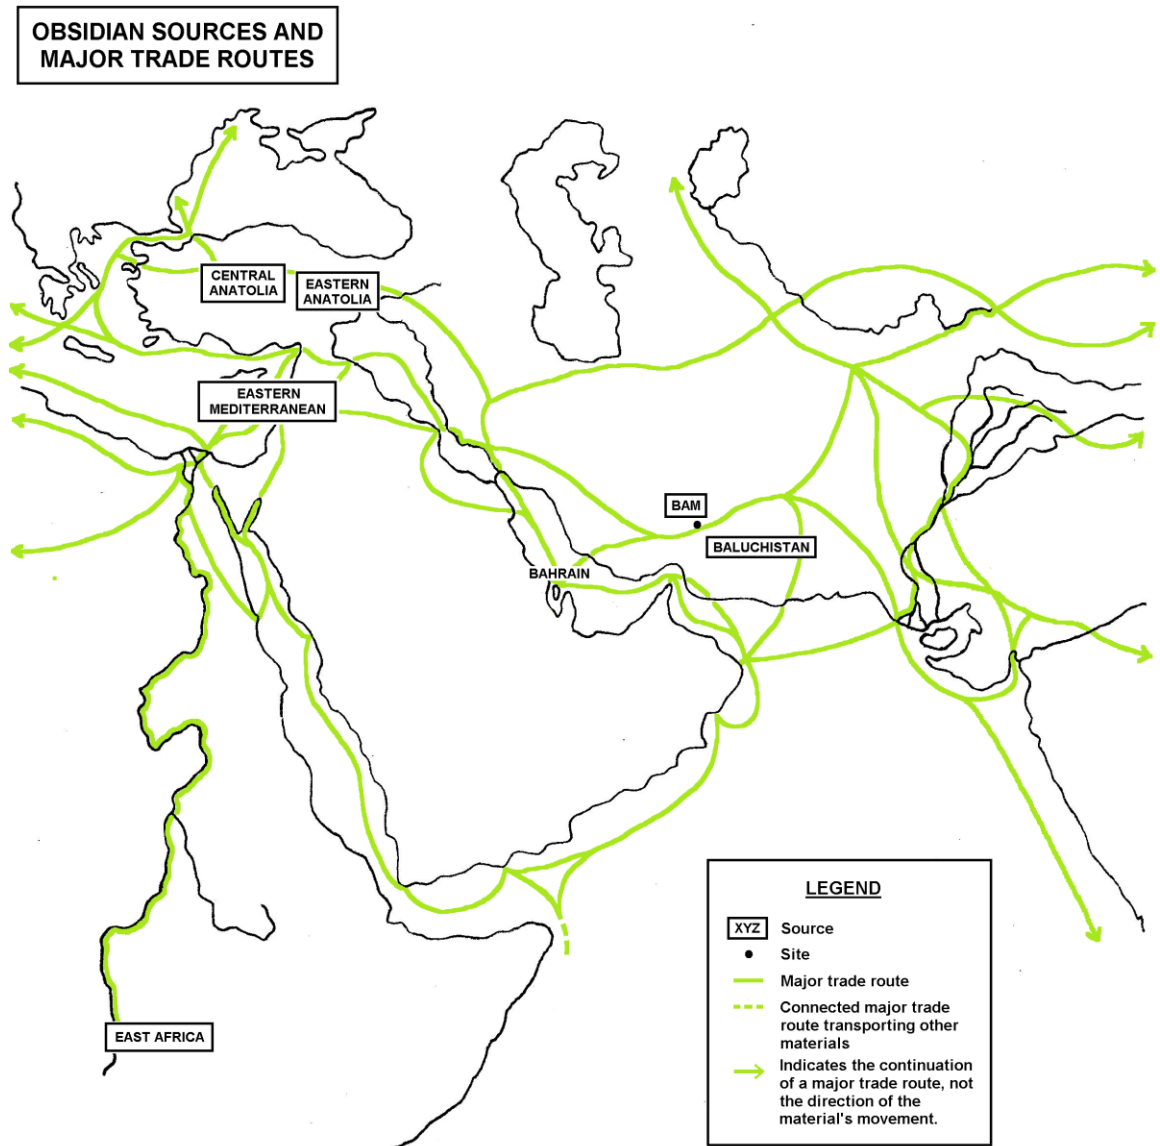 OBSIDIAN SOURCES AND
MAJOR TRADE ROUTES
CENTRAL
ANATOLIA
EASTERN
ANATOLIA
EASTERN
MEDITERRANEAN
BAM
BALUCHISTAN
BAHRAIN
EAST AFRICA
LEGEND
XYZ Source
Site
Major trade route
Connected major trade
route transporting other
materials
Indicates the continuation
of a major trade route, not
the direction of the
material's movement.